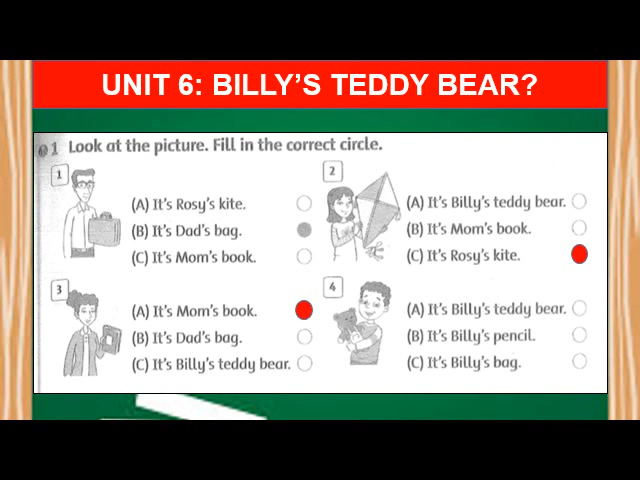 UNIT 6: BILLY’S TEDDY BEAR?
1 Look at the picture. Fill in the correct circle.
1
(A) It's Rosy's kite.
(B) It's Dad's bag.
(C) It's Mom's book.
2
(A) It's Billy's teddy bear.
(B) It's Mom's book.
(C) It's Rosy's kite.
3
(A) It's Mom's book.
(B) It's Dad's bag.
(C) It's Billy's teddy bear.
4
(A) It's Billy's teddy bear.
(B) It's Billy's pencil.
(C) It's Billy's bag.